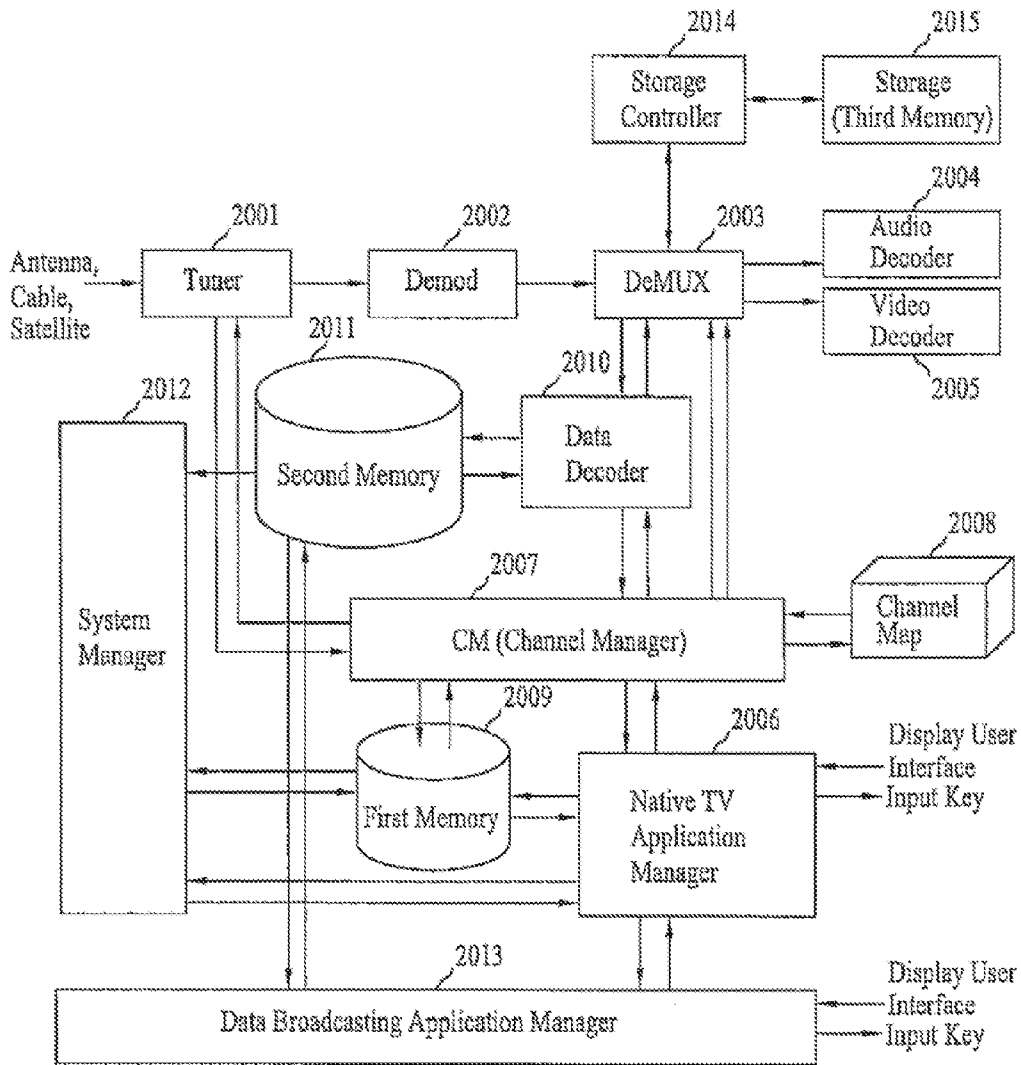 2014
2015
Storage
Controller
Storage
(Third Memory)
2001
2002
2003
2004
Antenna,
Cable,
Satellite
Tuner
Demod
DeMUX
Audio
Decoder
Video
Decoder
2005
2011
2010
2012
Second Memory
Data
Decoder
2007
2008
System
Manager
CM (Channel Manager)
Channel
Map
2009
2006
First Memory
Native TV
Application
Manager
Display User
Interface
Input Key
2013
Data Broadcasting Application Manager
Display User
Interface
Input Key